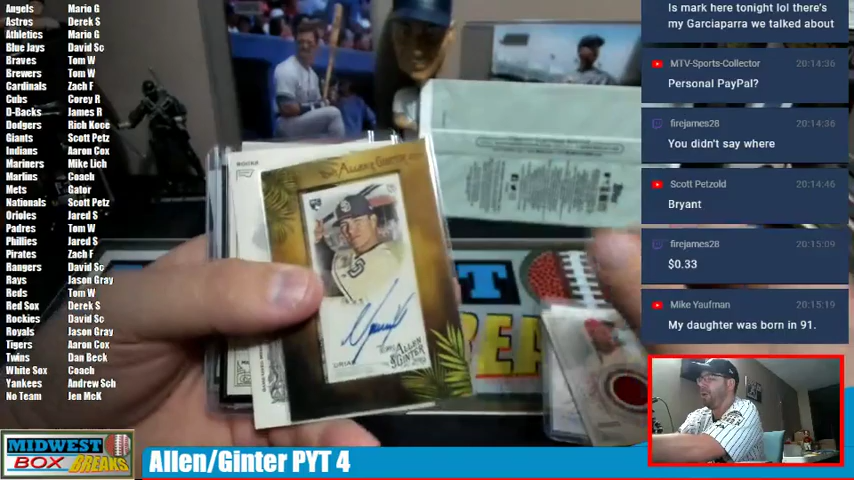 Angels Mario G
Astros Derek S
Athletics Mario G
Blue Jays David Sc
Braves Tom W
Brewers Tom W
Cardinals Zach F
Cubs Corey R
D-Backs James R
Dodgers Rich Koce
Giants Scott Petz
Indians Aaron Cox
Mariners Mike Lich
Marlins Coach
Mets Gator
Nationals Scott Petz
Orioles Jared S
Padres Tom W
Phillies Jared S
Pirates Zach F
Rangers David Sc
Rays Jason Gray
Reds Tom W
Red Sox Derek S
Rockies David Sc
Royals Jason Gray
Tigers Aaron Cox
Twins Dan Beck
White Sox Coach
Yankees Andrew Sch
No Team Jen McK
MIDWEST
BOX BREAKS
Allen/Ginter PYT 4
TOPPS ALLEN & GINTER
URIAS
TOPPS
ALLEN
& GINTER
Is mark here tonight lol there's
my Garciaparra we talked about
MTV-Sports-Collector 20:14:36
Personal PayPal?
firejames28 20:14:36
You didn't say where
Scott Petzold 20:14:46
Bryant
firejames28 20:15:09
$0.33
Mike Yaufman 20:15:19
My daughter was born in 91.